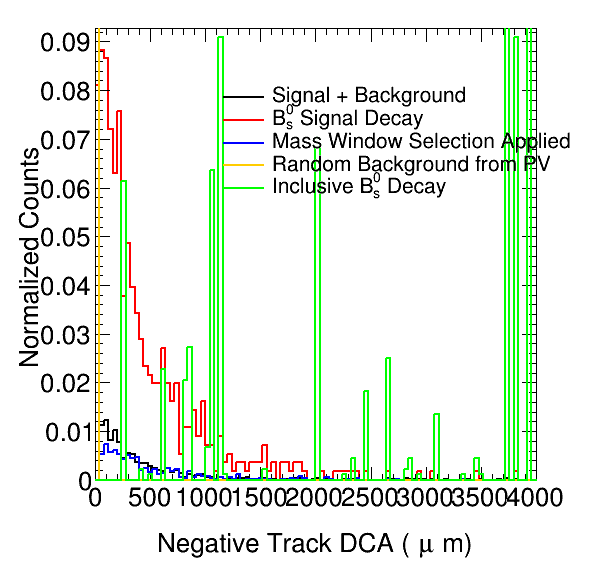 Normalized Counts
0.09
0.08
0.07
0.06
0.05
0.04
0.03
0.02
0.01
0
Signal + Background
B⁰ₛ Signal Decay
Mass Window Selection Applied
Random Background from PV
Inclusive B⁰ₛ Decay
0 500 1000 1500 2000 2500 3000 3500 4000
Negative Track DCA ( μ m)